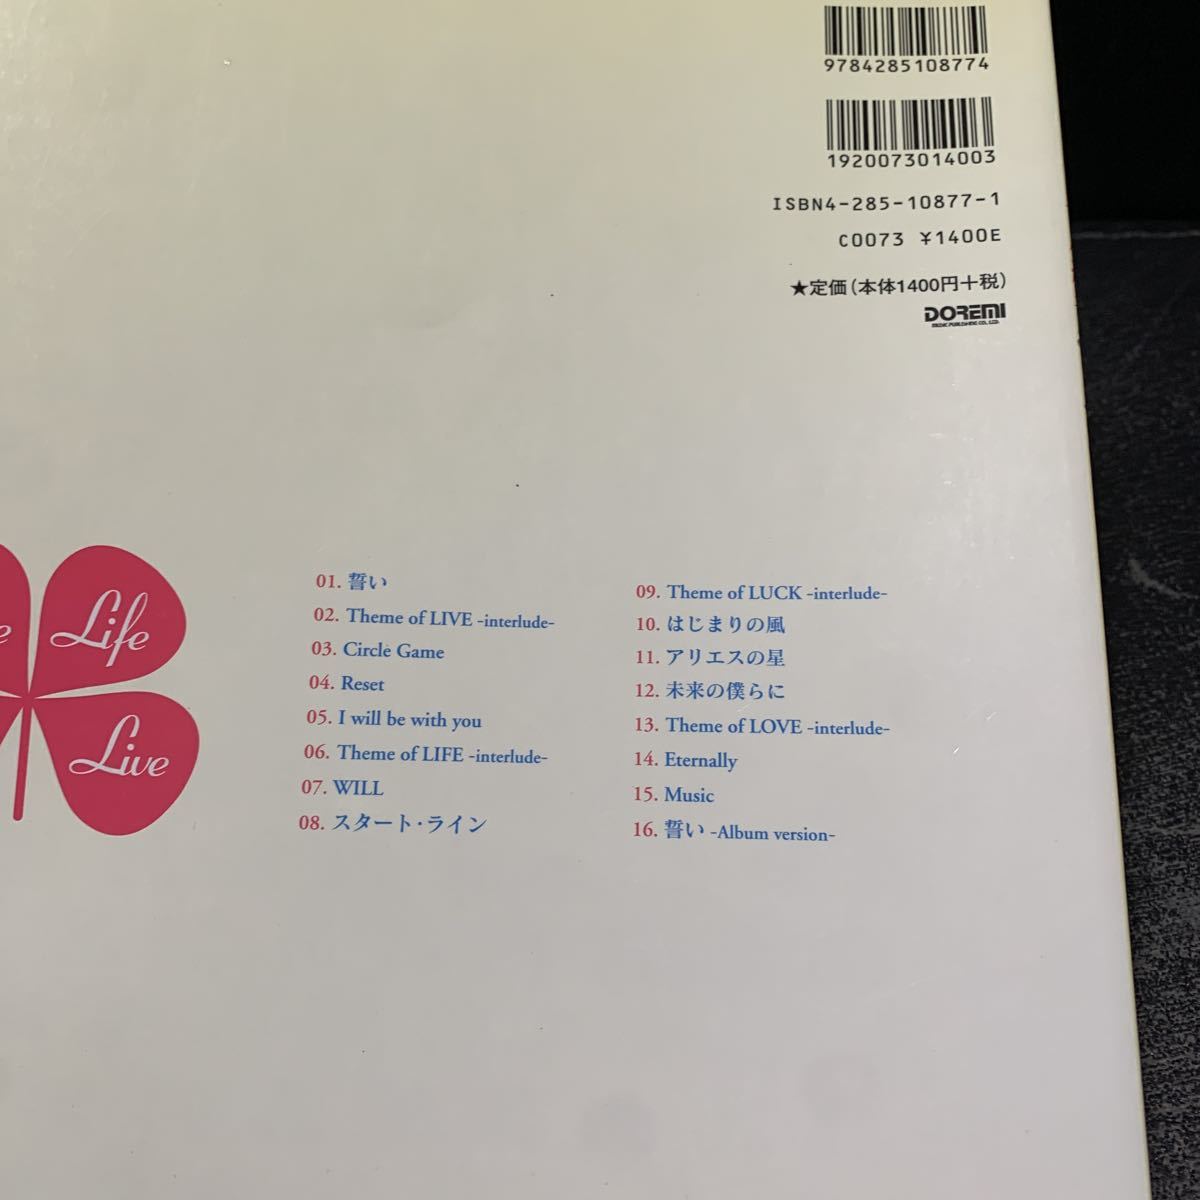 9784285108774
1920073014003
ISBN4-285-10877-1
C0073 ¥1400E
★定価(本体1400円+税)
DOREMI
MUSIC PUBLISHING CO., LTD.
Life
Live
01. 誓い
02. Theme of LIVE -interlude-
03. Circle Game
04. Reset
05. I will be with you
06. Theme of LIFE -interlude-
07. WILL
08. スタート・ライン
09. Theme of LUCK -interlude-
10. はじまりの風
11. アリエスの星
12. 未来の僕らに
13. Theme of LOVE -interlude-
14. Eternally
15. Music
16. 誓い -Album version-